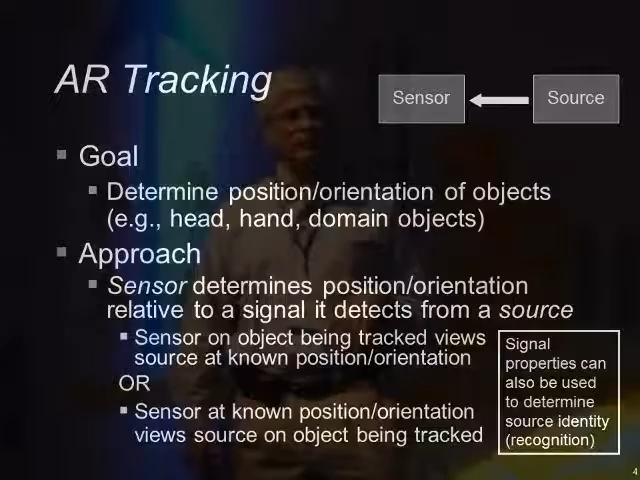 AR Tracking
Sensor
Source
▪ Goal
▪ Determine position/orientation of objects
(e.g., head, hand, domain objects)
▪ Approach
▪ Sensor determines position/orientation
relative to a signal it detects from a source
▪ Sensor on object being tracked views
source at known position/orientation
OR
▪ Sensor at known position/orientation
views source on object being tracked
Signal
properties can
also be used
to determine
source identity
(recognition)
4